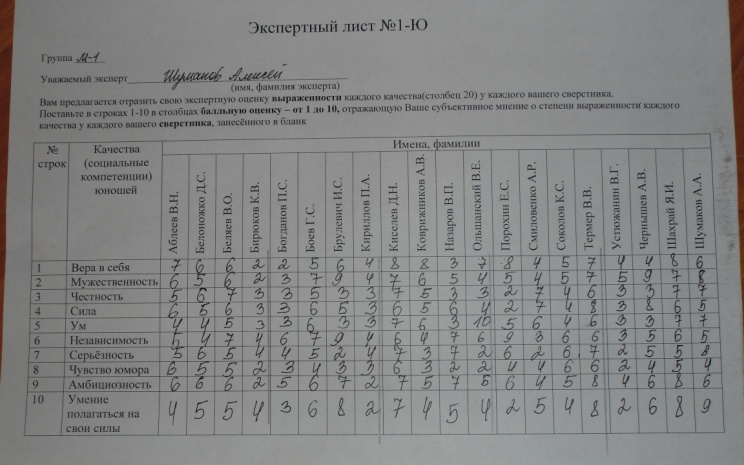 Экспертный лист №1-Ю
Группа М-1
Уважаемый эксперт Шумаков Алексей
(имя, фамилия эксперта)
Вам предлагается отразить свою экспертную оценку выраженности каждого качества(столбец 20) у каждого вашего сверстника.
Поставьте в строках 1-10 в столбцах балльную оценку – от 1 до 10, отражающую Ваше субъективное мнение о степени выраженности каждого
качества у каждого вашего сверстника, занесённого в бланк
№ строк Качества (социальные компетенции) юношей Имена, фамилии
Аблеев В.Н. Белоножко Д.С. Беляев В.О. Бирюков К.В. Богданов П.С. Боев Г.С. Брулевич И.С. Кириллов П.А. Киселев Д.Н. Коврижников А.В. Назаров В.П. Ольшанский В.Е. Порохин Е.С. Смиловенко А.Р. Соколов К.С. Термер В.В. Устюжанин В.Г. Чернышев А.В. Шахрай Я.И. Шумаков А.А.
1 Вера в себя 7 6 6 2 2 5 6 4 8 8 3 7 8 4 5 7 4 4 8 6
2 Мужественность 6 5 6 2 3 7 9 4 7 6 5 4 5 4 5 7 5 9 7 8
3 Честность 5 6 7 3 3 5 3 3 7 5 3 3 2 7 4 6 3 3 7 7
4 Сила 6 5 6 3 3 6 5 3 6 5 6 4 2 7 4 8 3 8 6 5
5 Ум 4 4 5 3 3 6 3 3 7 6 3 10 5 6 4 6 3 3 7 7
6 Независимость 5 4 7 4 6 7 9 4 6 4 7 6 9 3 6 6 3 5 6 5
7 Серьёзность 5 6 5 4 4 5 2 4 7 3 7 2 6 2 6 7 2 5 5 8
8 Чувство юмора 6 5 5 2 3 4 3 3 6 3 2 2 4 4 6 6 2 4 5 4
9 Амбициозность 6 6 6 2 5 6 7 2 7 5 7 5 6 4 5 8 4 6 8 6
10 Умение полагаться на свои силы 4 5 5 4 3 6 8 2 7 4 5 4 2 5 4 8 2 6 8 9